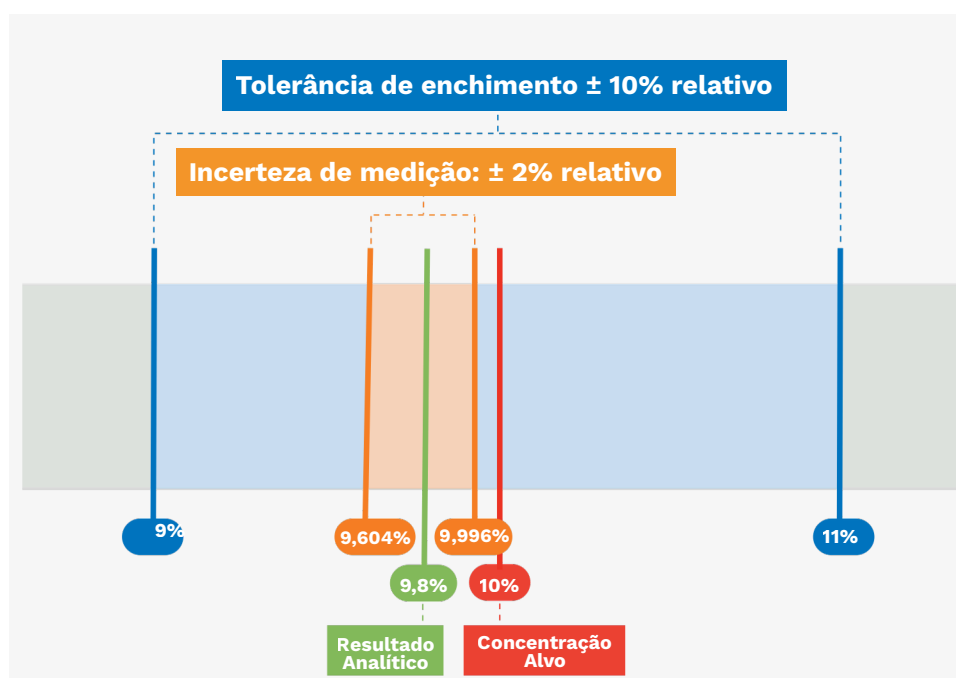 Tolerância de enchimento ± 10% relativo
Incerteza de medição: ± 2% relativo
9%
9,604%
9,996%
11%
9,8%
10%
Resultado
Analítico
Concentração
Alvo